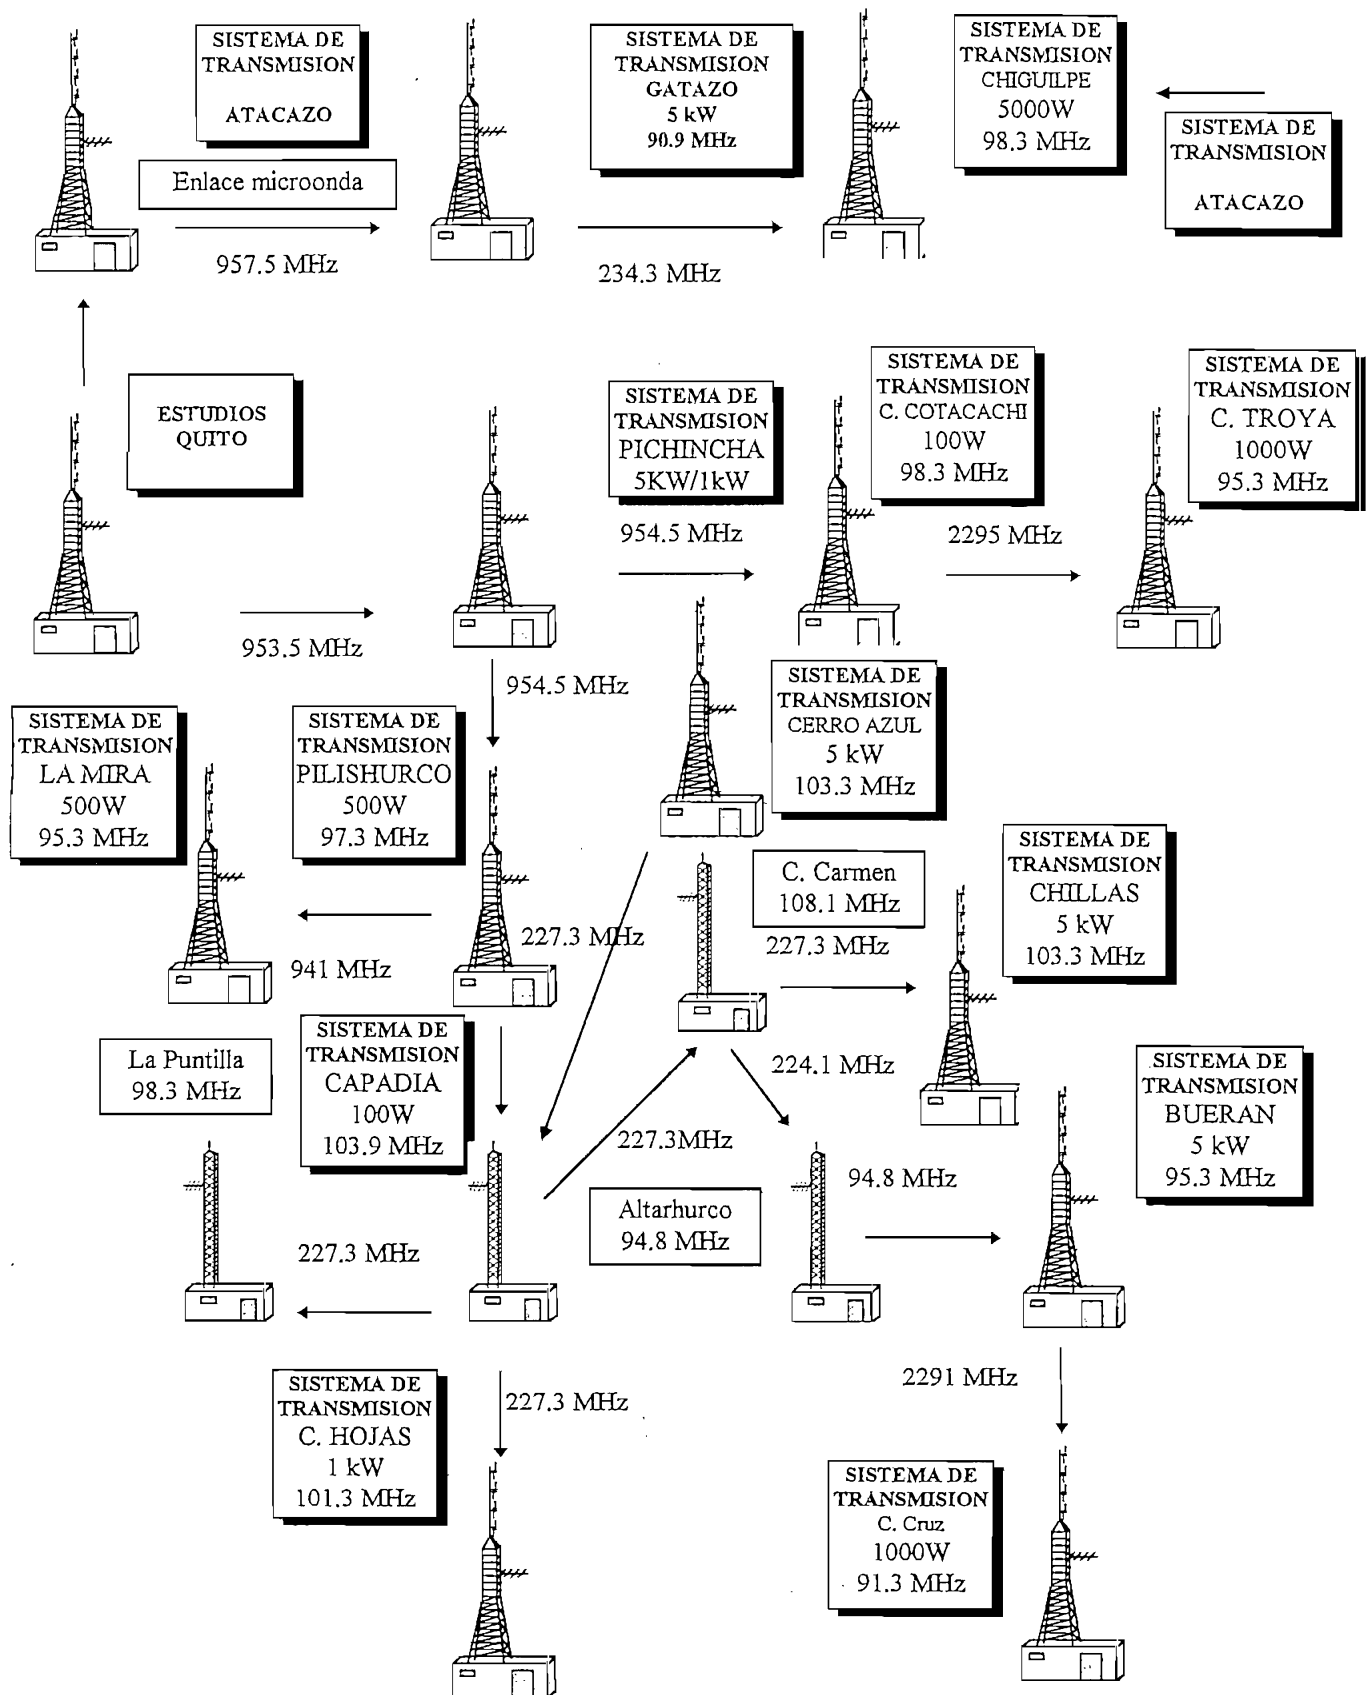 SISTEMA DE
TRANSMISION
ATACAZO
Enlace microonda
957.5 MHz
SISTEMA DE
TRANSMISION
GATAZO
5 kW
90.9 MHz
234.3 MHz
SISTEMA DE
TRANSMISION
CHIGUILPE
5000W
98.3 MHz
SISTEMA DE
TRANSMISION
ATACAZO
ESTUDIOS
QUITO
953.5 MHz
SISTEMA DE
TRANSMISION
PICHINCHA
5KW/1kW
954.5 MHz
SISTEMA DE
TRANSMISION
C. COTACACHI
100W
98.3 MHz
2295 MHz
SISTEMA DE
TRANSMISION
C. TROYA
1000W
95.3 MHz
954.5 MHz
SISTEMA DE
TRANSMISION
LA MIRA
500W
95.3 MHz
SISTEMA DE
TRANSMISION
PILISHURCO
500W
97.3 MHz
SISTEMA DE
TRANSMISION
CERRO AZUL
5 kW
103.3 MHz
941 MHz
227.3 MHz
C. Carmen
108.1 MHz
227.3 MHz
SISTEMA DE
TRANSMISION
CHILLAS
5 kW
103.3 MHz
La Puntilla
98.3 MHz
SISTEMA DE
TRANSMISION
CAPADIA
100W
103.9 MHz
224.1 MHz
227.3MHz
SISTEMA DE
TRANSMISION
BUERAN
5 kW
95.3 MHz
Altarhurco
94.8 MHz
94.8 MHz
227.3 MHz
SISTEMA DE
TRANSMISION
C. HOJAS
1 kW
101.3 MHz
227.3 MHz
2291 MHz
SISTEMA DE
TRANSMISION
C. Cruz
1000W
91.3 MHz